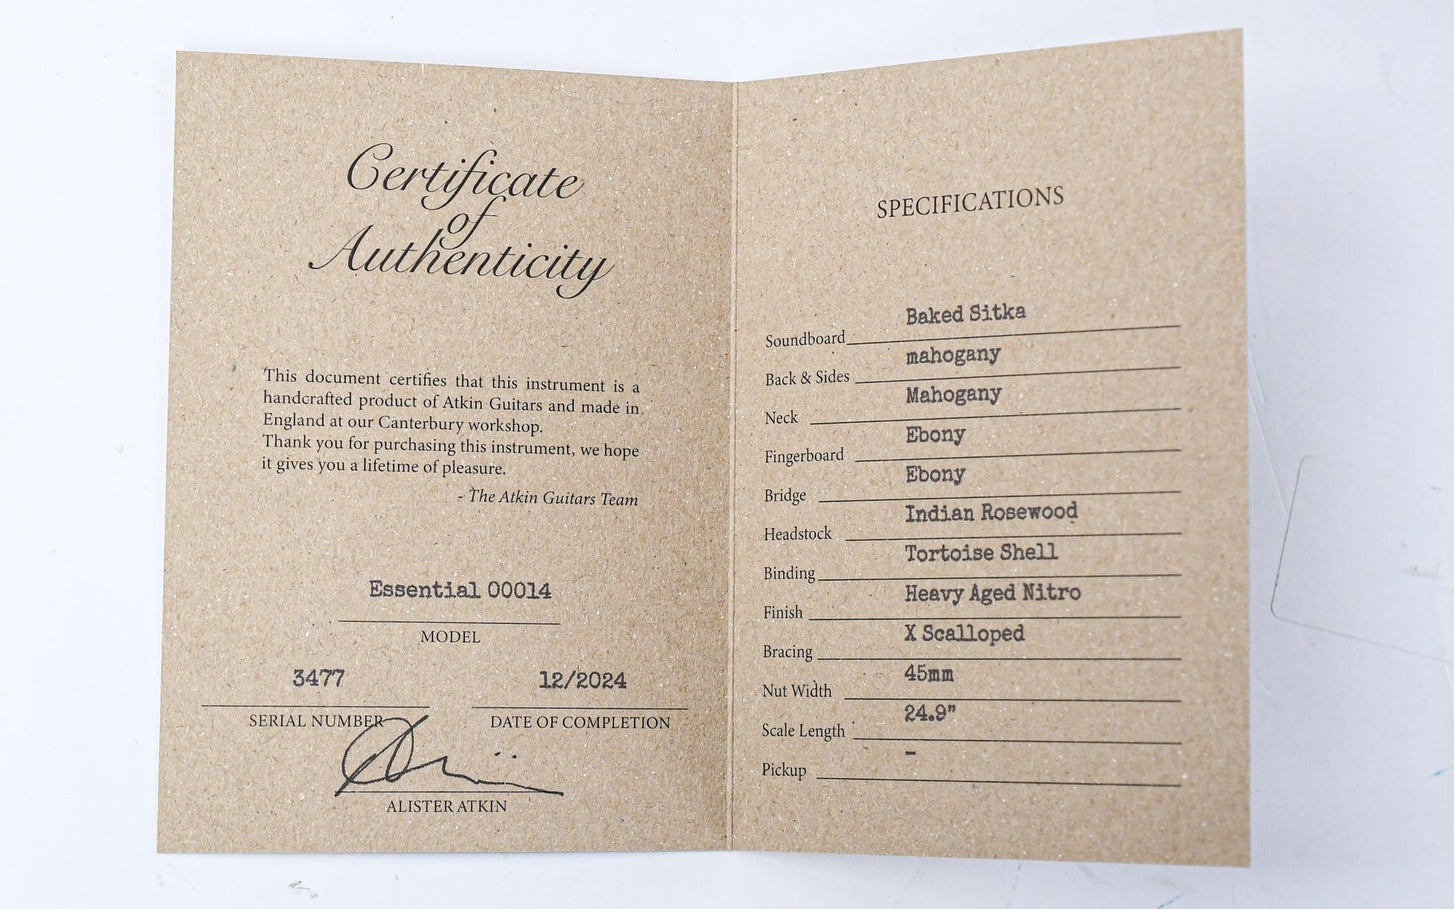 Certificate
of
Authenticity
This document certifies that this instrument is a
handcrafted product of Atkin Guitars and made in
England at our Canterbury workshop.
Thank you for purchasing this instrument, we hope
it gives you a lifetime of pleasure.
- The Atkin Guitars Team
Essential 00014
MODEL
3477
SERIAL NUMBER
12/2024
DATE OF COMPLETION
ALISTER ATKIN
SPECIFICATIONS
Soundboard Baked Sitka
Back & Sides mahogany
Neck Mahogany
Fingerboard Ebony
Bridge Ebony
Headstock Indian Rosewood
Binding Tortoise Shell
Finish Heavy Aged Nitro
Bracing X Scalloped
Nut Width 45mm
Scale Length 24.9"
Pickup -